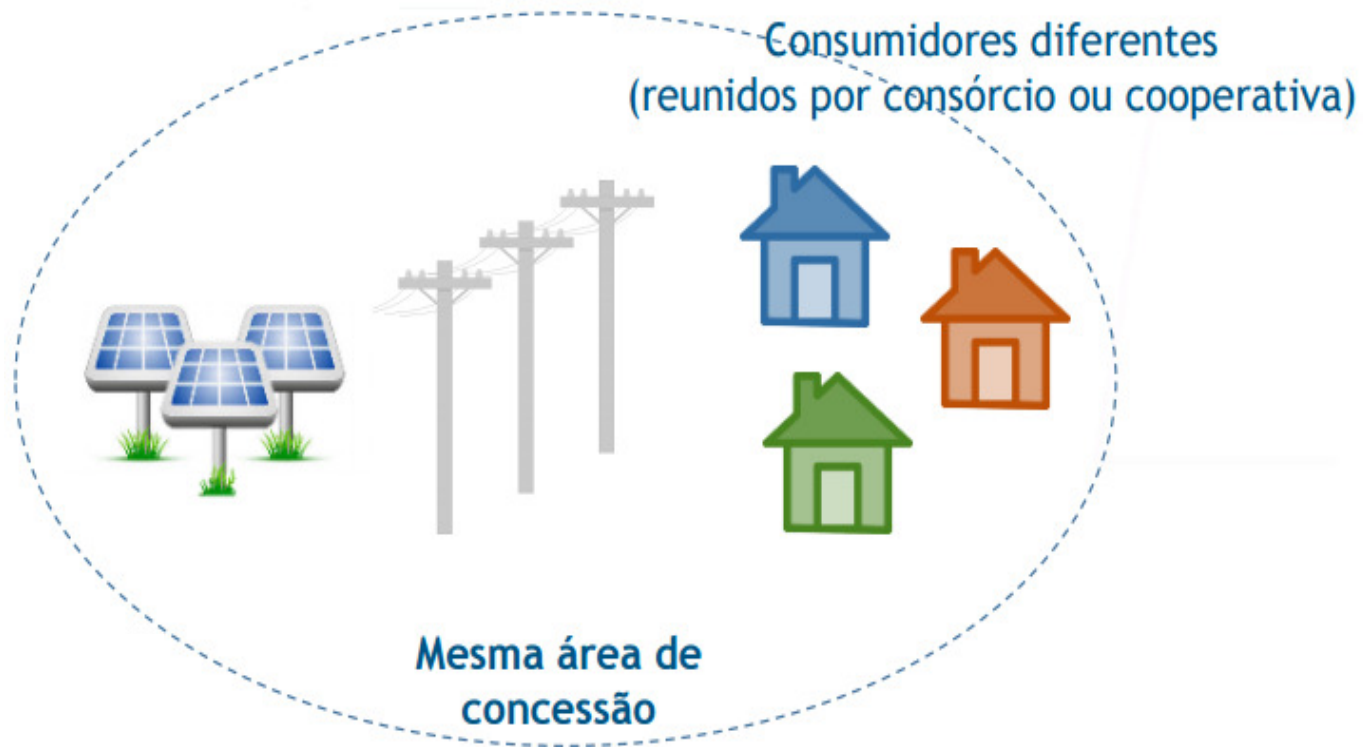 Consumidores diferentes
(reunidos por consórcio ou cooperativa)
Mesma área de
concessão